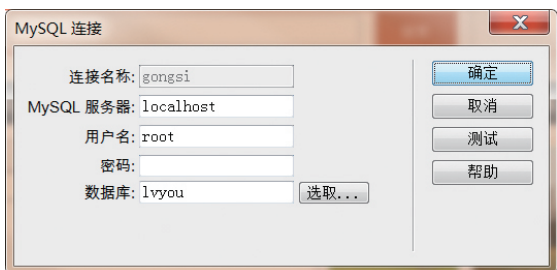 MySQL 连接
连接名称: gongsi
确定
MySQL 服务器: localhost
取消
用户名: root
测试
密码:
帮助
数据库: lvyou
选取...